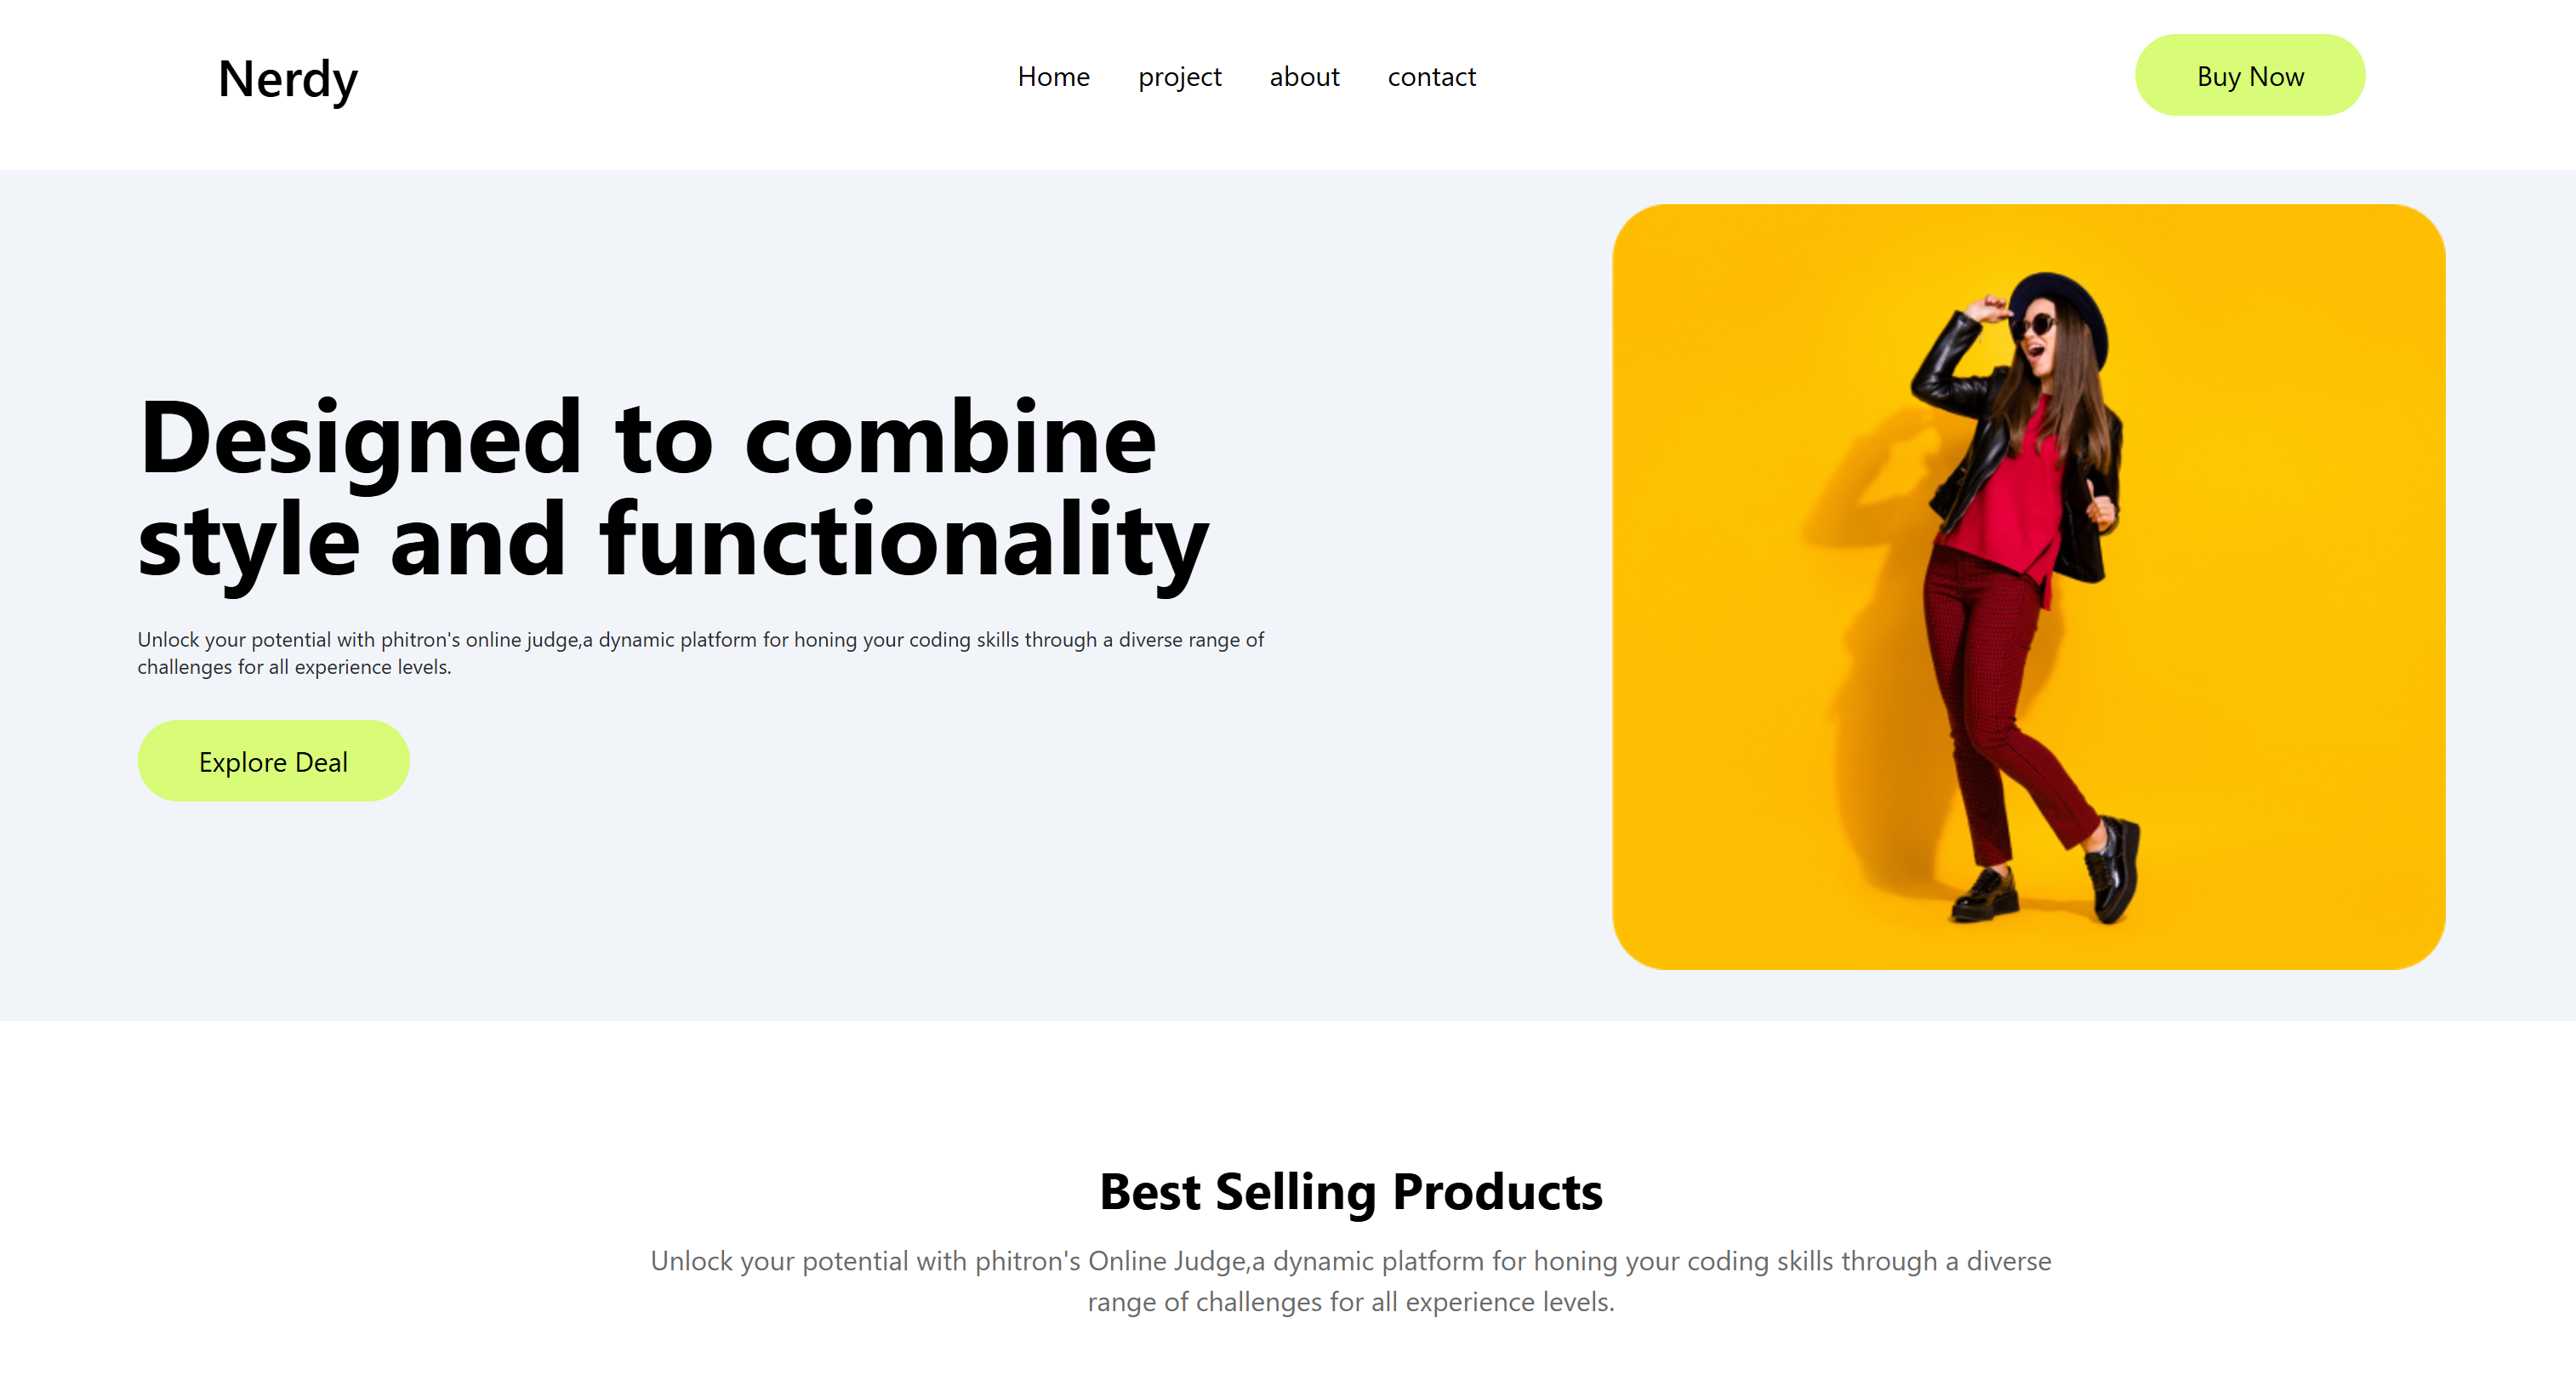 Nerdy
Home project about contact
Buy Now
Designed to combine
style and functionality
Unlock your potential with phitron's online judge,a dynamic platform for honing your coding skills through a diverse range of
challenges for all experience levels.
Explore Deal
Best Selling Products
Unlock your potential with phitron's Online Judge,a dynamic platform for honing your coding skills through a diverse
range of challenges for all experience levels.